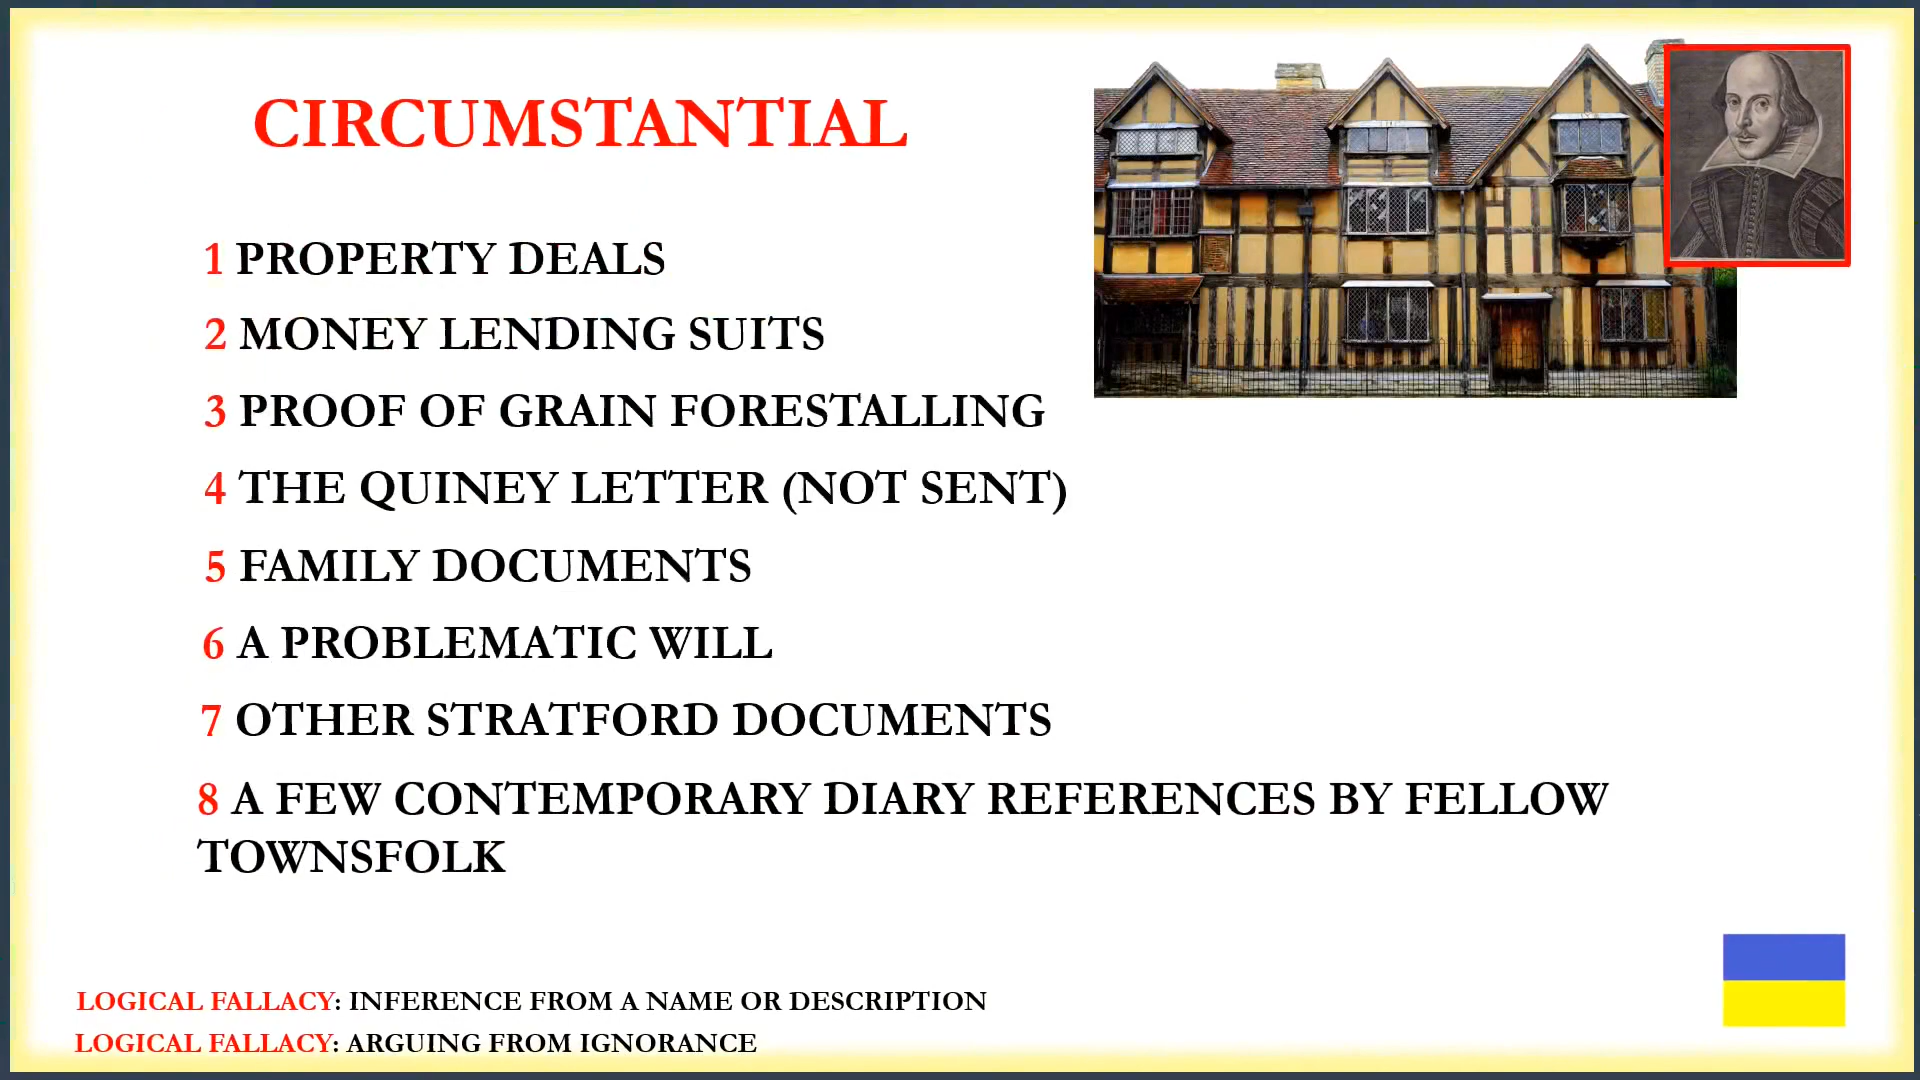 CIRCUMSTANTIAL
1 PROPERTY DEALS
2 MONEY LENDING SUITS
3 PROOF OF GRAIN FORESTALLING
4 THE QUINEY LETTER (NOT SENT)
5 FAMILY DOCUMENTS
6 A PROBLEMATIC WILL
7 OTHER STRATFORD DOCUMENTS
8 A FEW CONTEMPORARY DIARY REFERENCES BY FELLOW
TOWNSFOLK
LOGICAL FALLACY: INFERENCE FROM A NAME OR DESCRIPTION
LOGICAL FALLACY: ARGUING FROM IGNORANCE